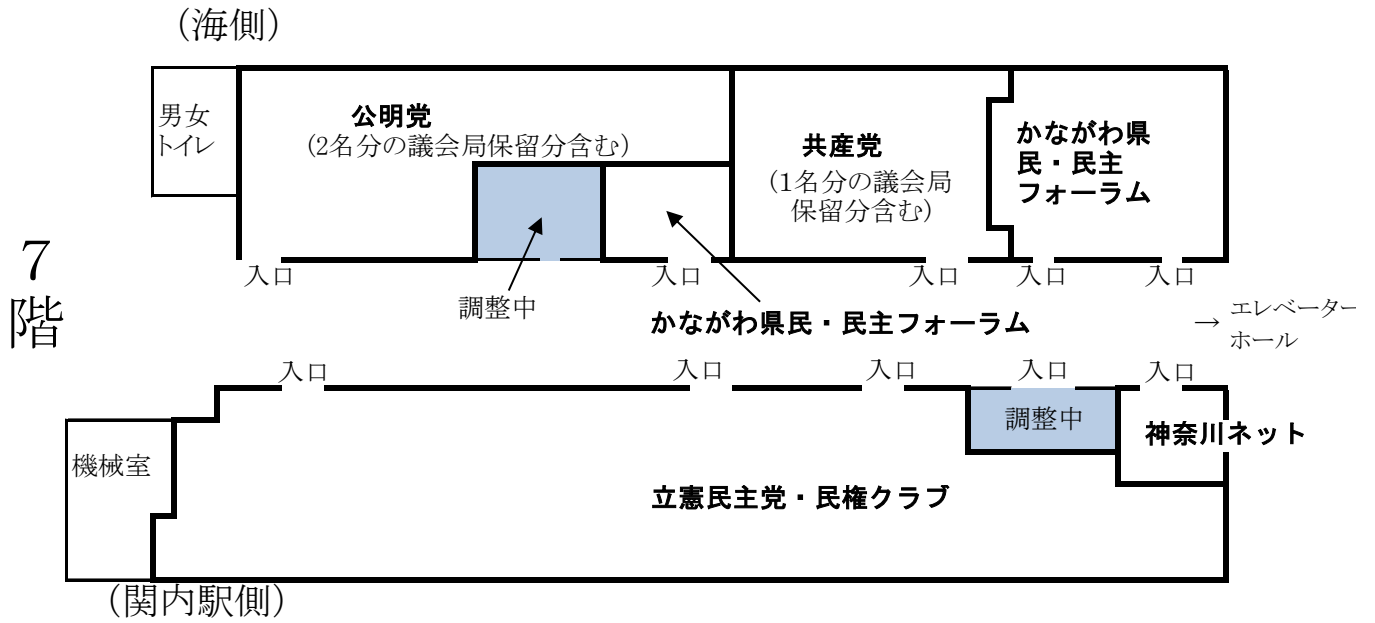 （海側）
男女
トイレ
公明党
（2名分の議会局保留分含む）
共産党
（1名分の議会局
保留分含む）
かながわ県
民・民主
フォーラム
7
階
入口
入口
入口
入口
入口
調整中
かながわ県民・民主フォーラム
→ エレベーター
ホール
入口
入口
入口
入口
入口
調整中
神奈川ネット
機械室
立憲民主党・民権クラブ
（関内駅側）